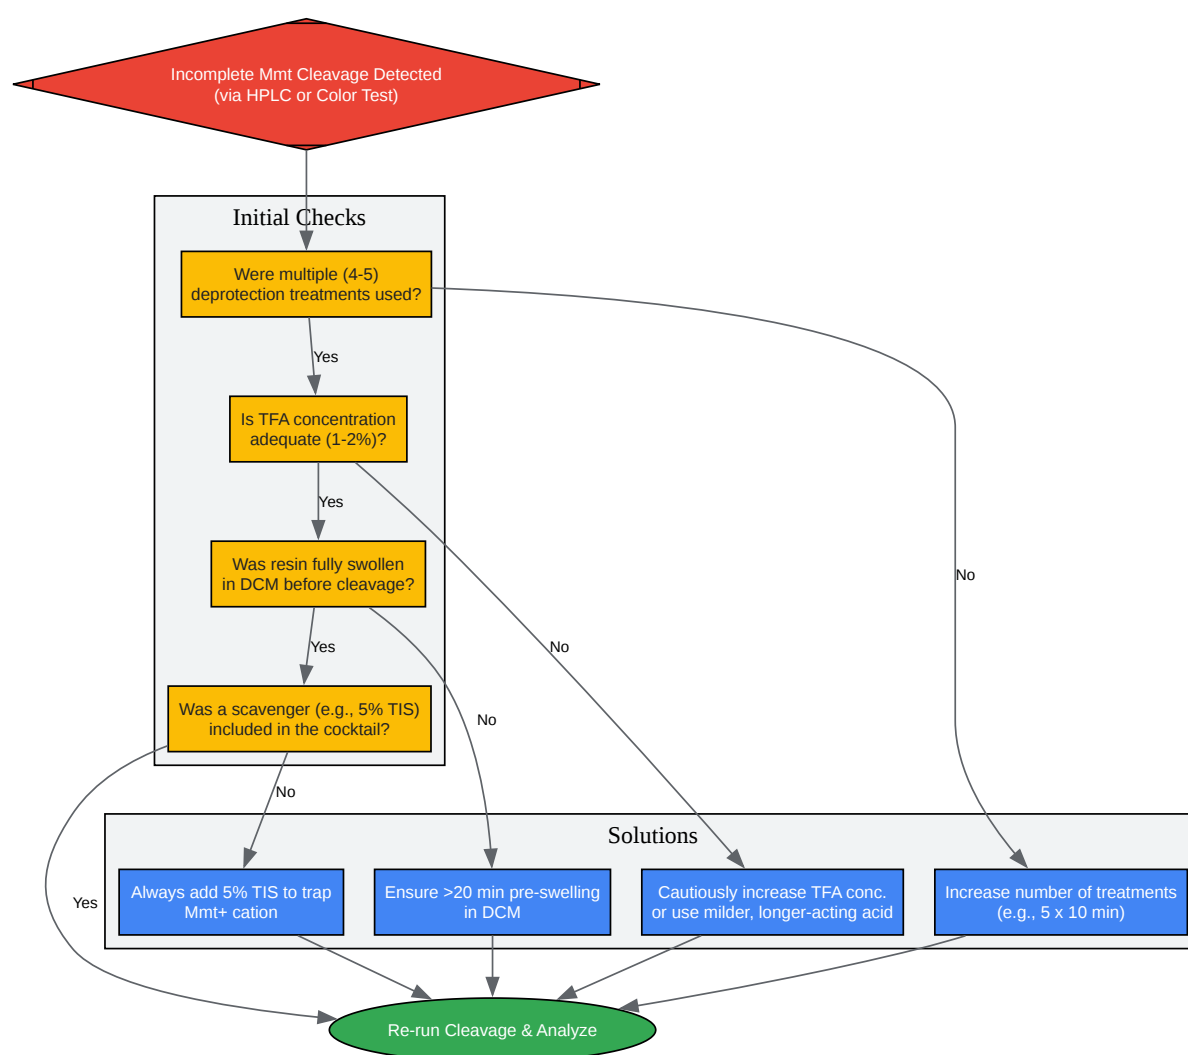 Incomplete Mmt Cleavage Detected
(via HPLC or Color Test)
Initial Checks
Were multiple (4-5)
deprotection treatments used?
Yes
Is TFA concentration
adequate (1-2%)?
Yes
No
Was resin fully swollen
in DCM before cleavage?
Yes
No
No
Was a scavenger (e.g., 5% TIS)
included in the cocktail?
No
Yes
Solutions
Always add 5% TIS to trap
Mmt+ cation
Ensure >20 min pre-swelling
in DCM
Cautiously increase TFA conc.
or use milder, longer-acting acid
Increase number of treatments
(e.g., 5 x 10 min)
Re-run Cleavage & Analyze